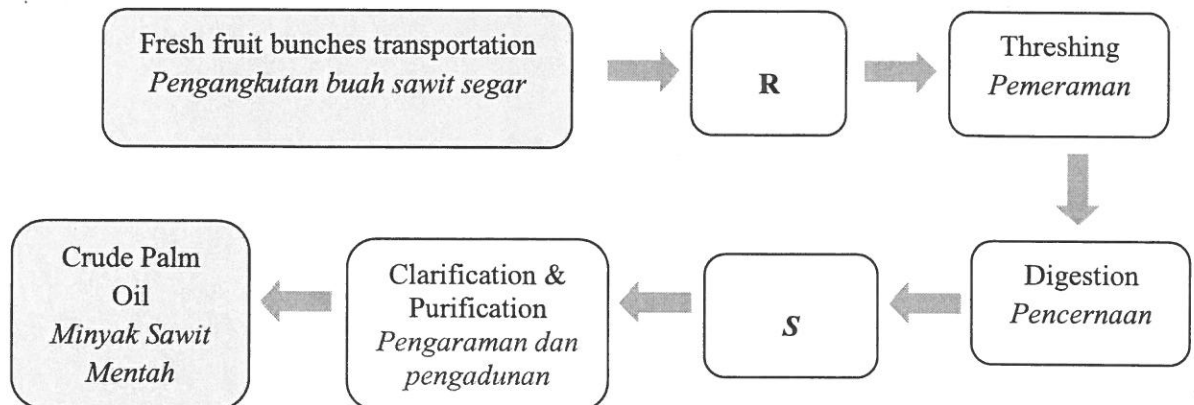 Fresh fruit bunches transportation
Pengangkutan buah sawit segar
R
Threshing
Pemeraman
Digestion
Pencernaan
S
Clarification &
Purification
Pengaraman dan
pengadunan
Crude Palm
Oil
Minyak Sawit
Mentah